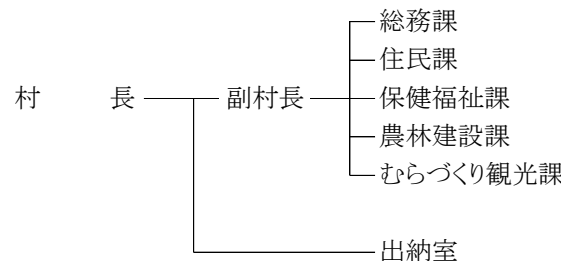 総務課
住民課
村長 副村長 保健福祉課
農林建設課
むらづくり観光課
出納室